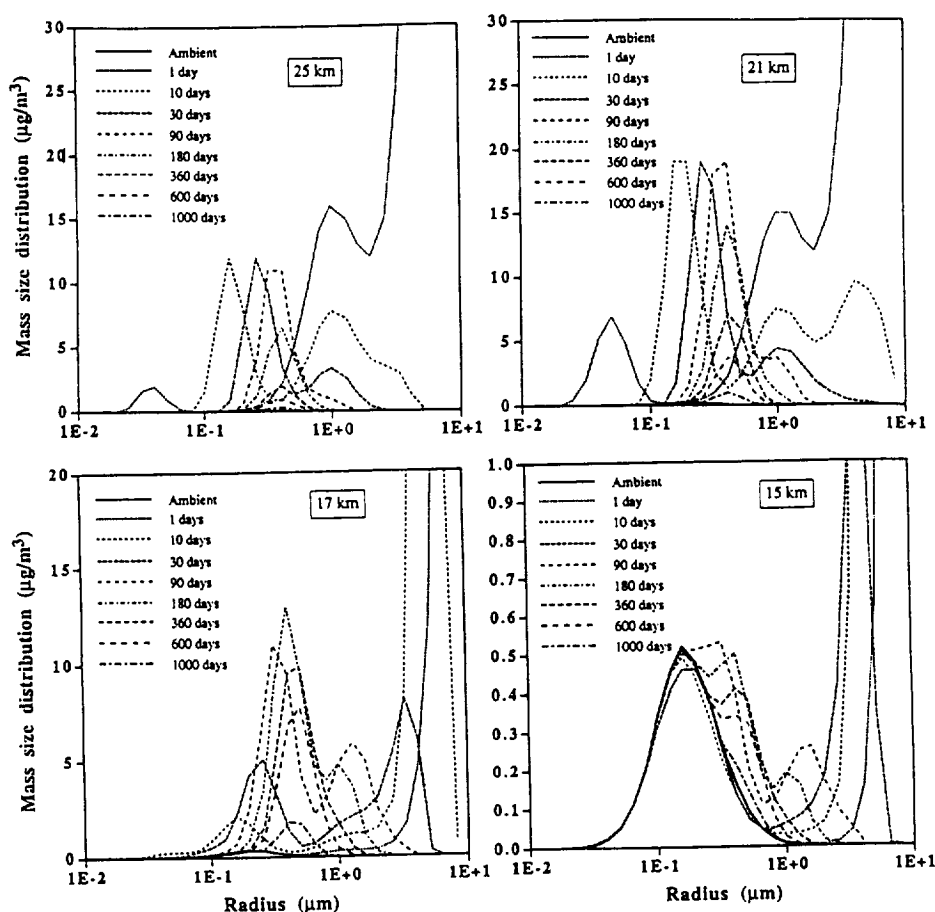 30
25
20
15
10
5
0
Mass size distribution (µg/m³)
Ambient
1 day
10 days
30 days
90 days
180 days
360 days
600 days
1000 days
25 km
1E-2
1E-1
1E+0
1E+1
30
25
20
15
10
5
0
Ambient
1 day
10 days
30 days
90 days
180 days
360 days
600 days
1000 days
21 km
1E-2
1E-1
1E+0
1E+1
20
15
10
5
0
Mass size distribution (µg/m³)
Ambient
1 days
10 days
30 days
90 days
180 days
360 days
600 days
1000 days
17 km
1E-2
1E-1
1E+0
1E+1
Radius (µm)
1.0
0.9
0.8
0.7
0.6
0.5
0.4
0.3
0.2
0.1
0.0
Ambient
1 day
10 days
30 days
90 days
180 days
360 days
600 days
1000 days
15 km
1E-2
1E-1
1E+0
1E+1
Radius (µm)